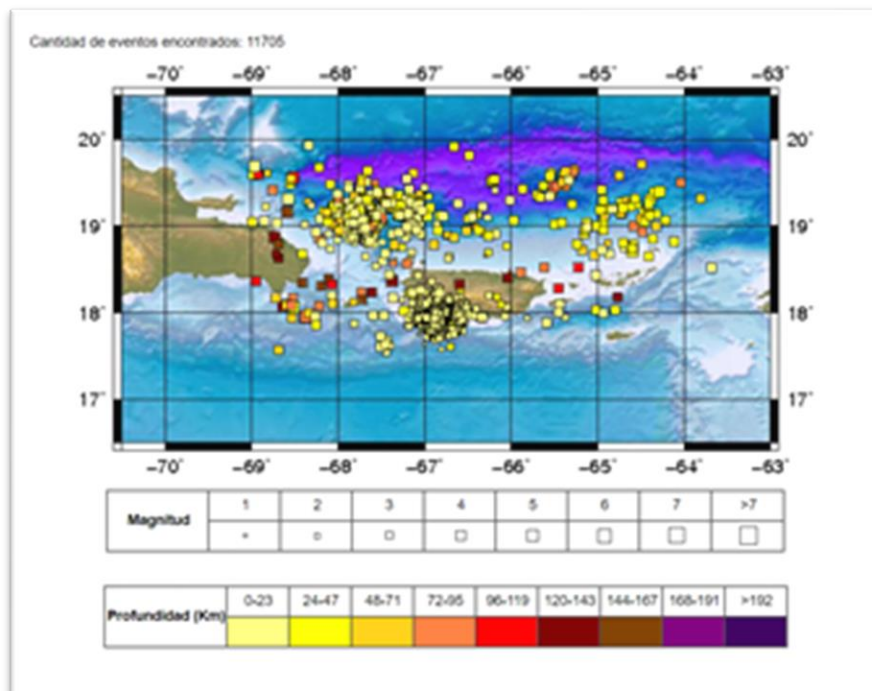 Cantidad de eventos encontrados: 11705
−70° −69° −68° −67° −66° −65° −64° −63°
20° 20°
19° 19°
18° 18°
17° 17°
−70° −69° −68° −67° −66° −65° −64° −63°
Magnitud 1 2 3 4 5 6 7 >7
Profundidad (Km) 0-23 24-47 48-71 72-95 96-119 120-143 144-167 168-191 >192